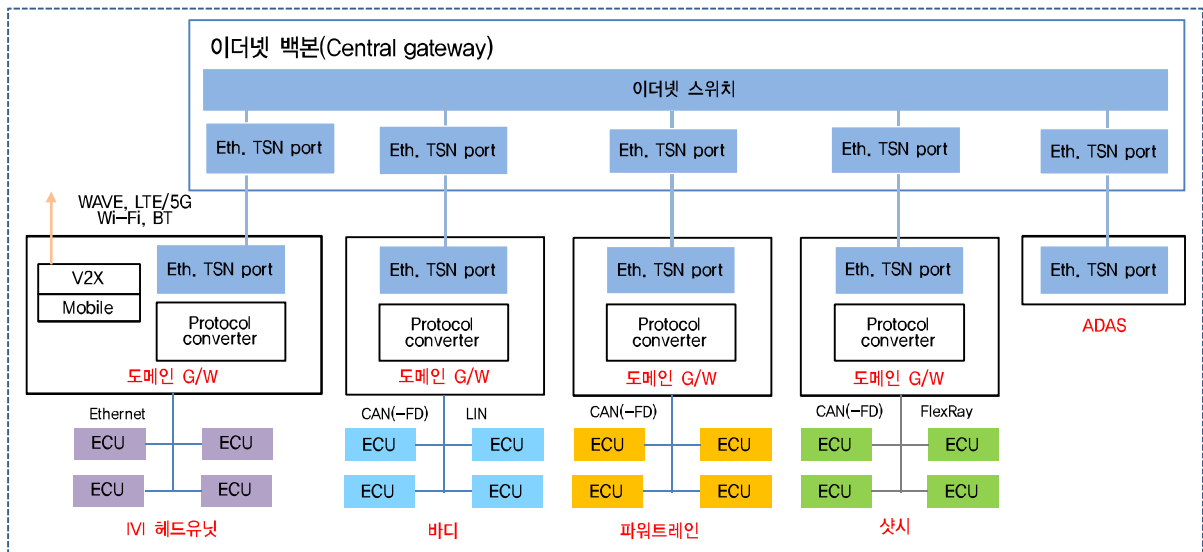 이더넷 백본(Central gateway)
이더넷 스위치
Eth. TSN port
Eth. TSN port
Eth. TSN port
Eth. TSN port
Eth. TSN port
WAVE, LTE/5G
Wi-Fi, BT
V2X
Mobile
Eth. TSN port
Protocol
converter
도메인 G/W
Eth. TSN port
Protocol
converter
도메인 G/W
Eth. TSN port
Protocol
converter
도메인 G/W
Eth. TSN port
Protocol
converter
도메인 G/W
Eth. TSN port
ADAS
Ethernet
ECU
ECU
ECU
ECU
IVI 헤드유닛
CAN(-FD)
LIN
ECU
ECU
ECU
ECU
바디
CAN(-FD)
ECU
ECU
ECU
ECU
파워트레인
CAN(-FD)
FlexRay
ECU
ECU
ECU
ECU
샷시